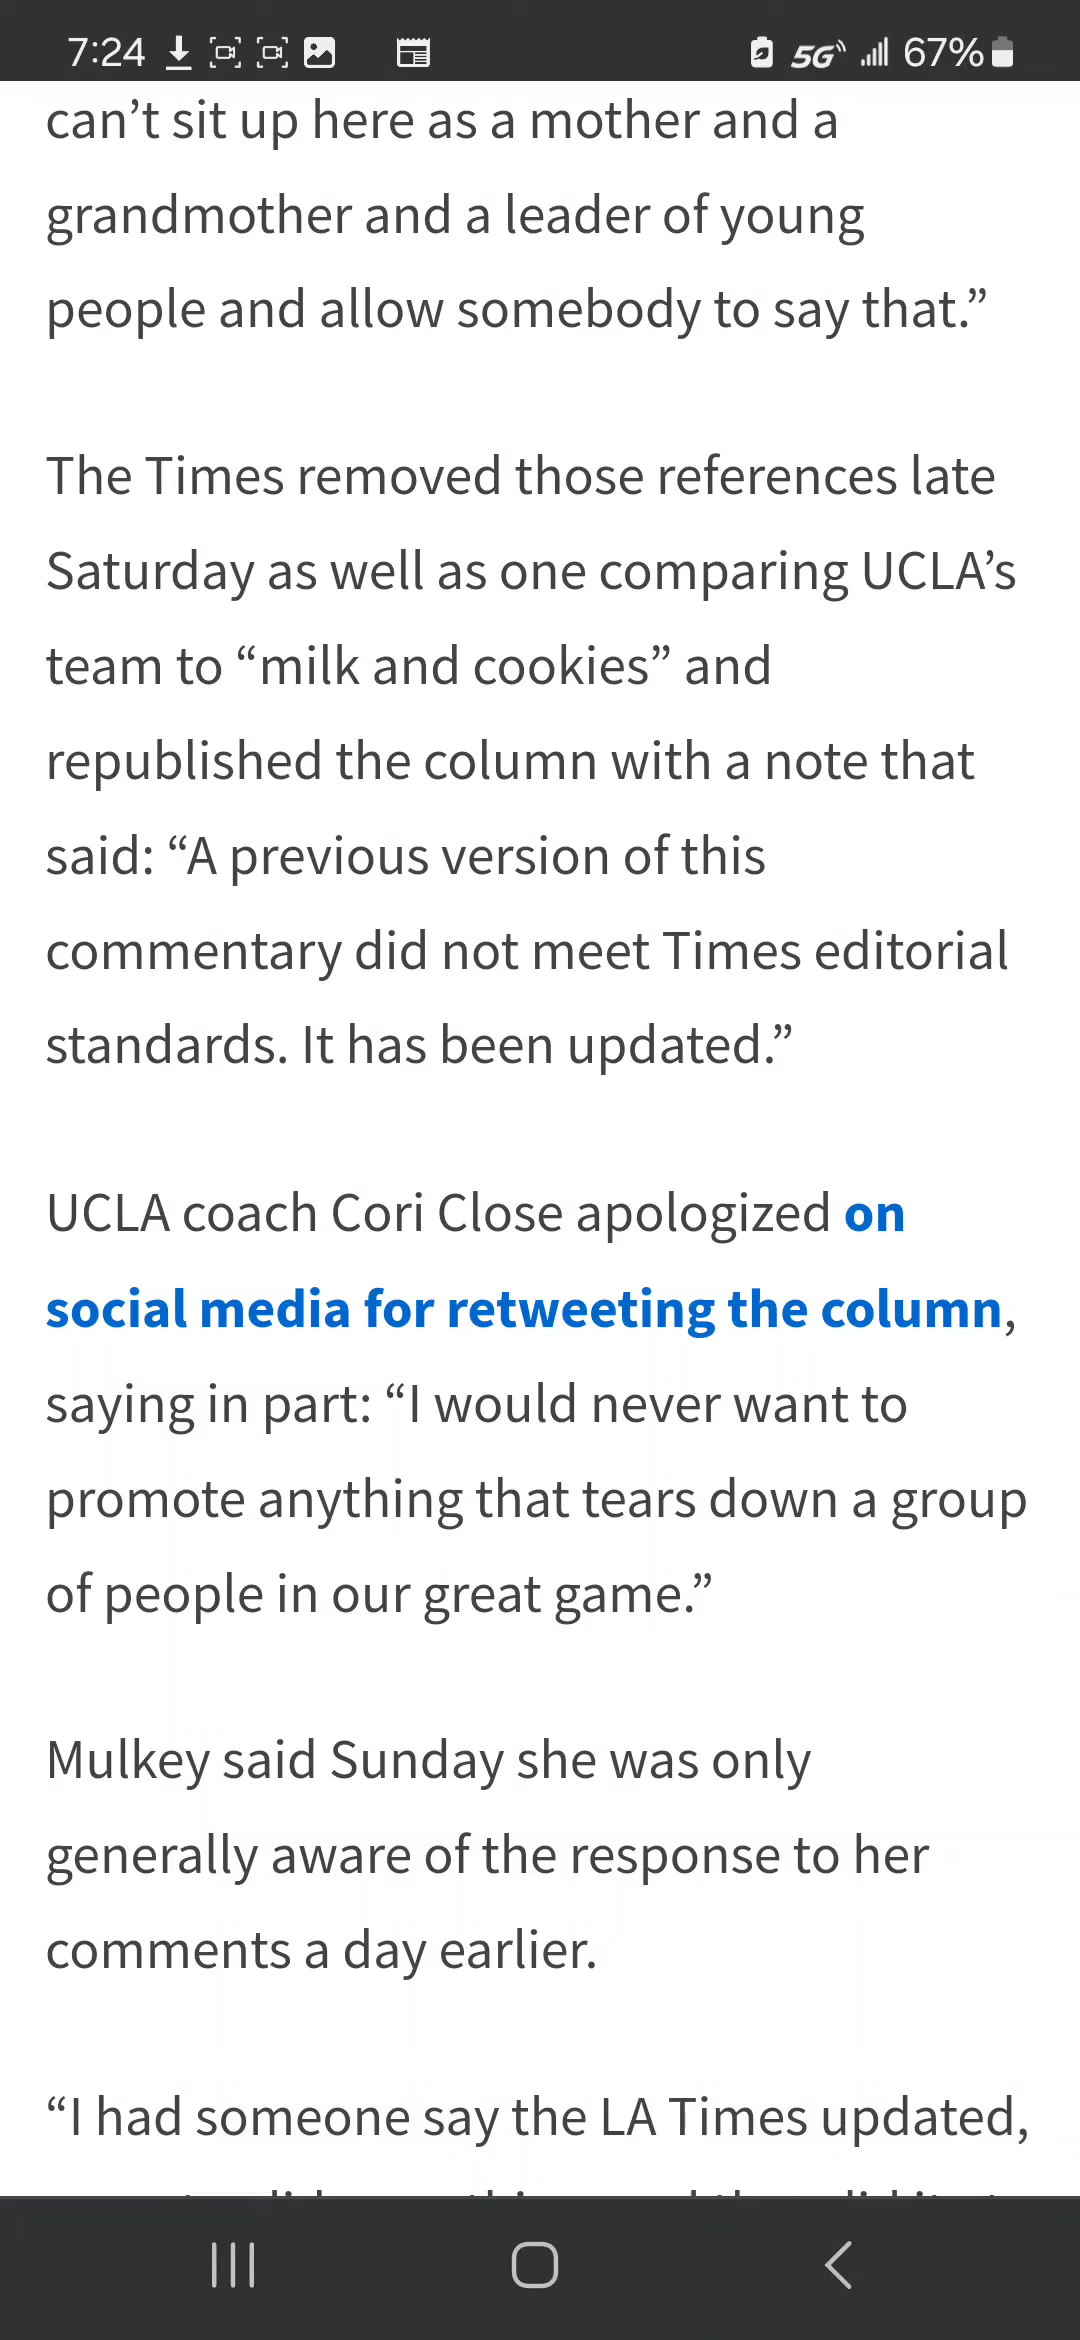 7:24 5G 67%
can’t sit up here as a mother and a
grandmother and a leader of young
people and allow somebody to say that.”
The Times removed those references late
Saturday as well as one comparing UCLA’s
team to “milk and cookies” and
republished the column with a note that
said: “A previous version of this
commentary did not meet Times editorial
standards. It has been updated.”
UCLA coach Cori Close apologized on
social media for retweeting the column,
saying in part: “I would never want to
promote anything that tears down a group
of people in our great game.”
Mulkey said Sunday she was only
generally aware of the response to her
comments a day earlier.
“I had someone say the LA Times updated,